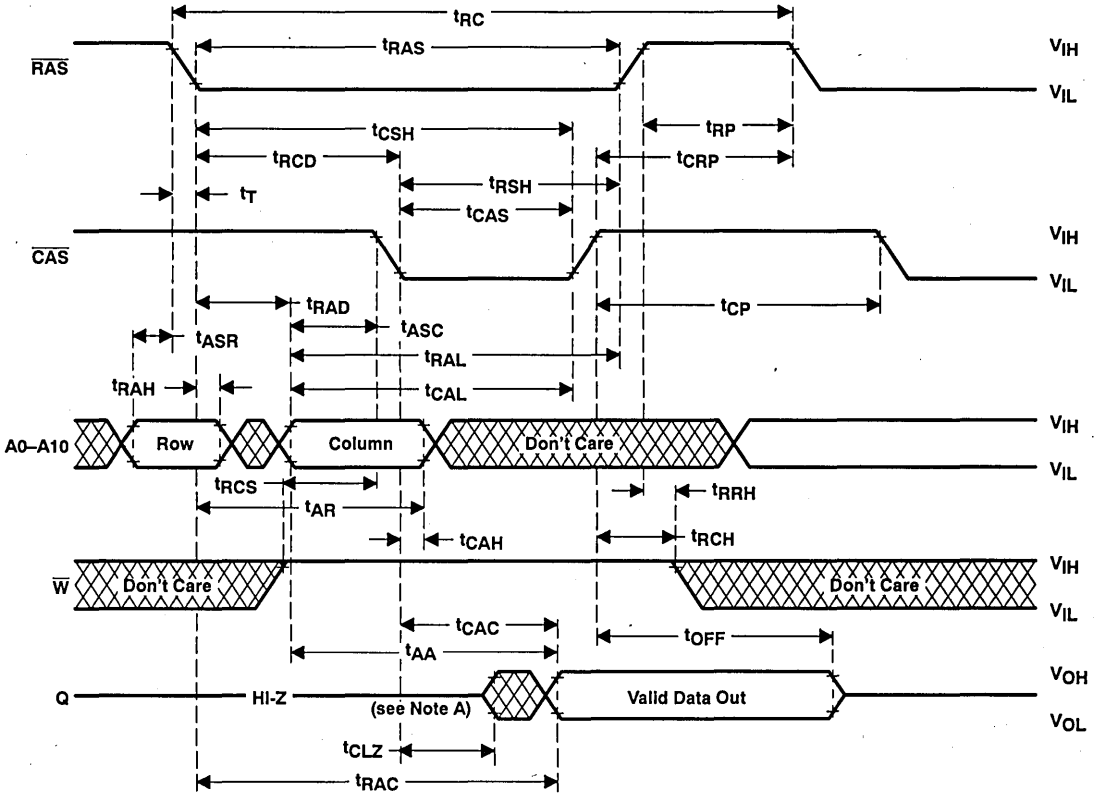 tRC
tRAS
RAS
VIH
VIL
tCSH
tRP
tRCD
tCRP
tRSH
tT
tCAS
CAS
VIH
VIL
tRAD
tCP
tASC
tASR
tRAL
tRAH
tCAL
A0–A10
Row
Column
Don't Care
VIH
VIL
tRCS
tRRH
tAR
tCAH
tRCH
W
Don't Care
Don't Care
VIH
VIL
tCAC
tOFF
tAA
Q
HI-Z
(see Note A)
Valid Data Out
VOH
VOL
tCLZ
tRAC